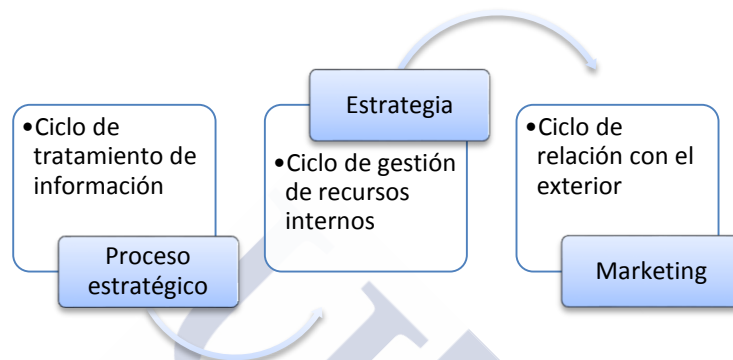 •Ciclo de
tratamiento de
información
Proceso
estratégico
Estrategia
•Ciclo de gestión
de recursos
internos
•Ciclo de
relación con el
exterior
Marketing